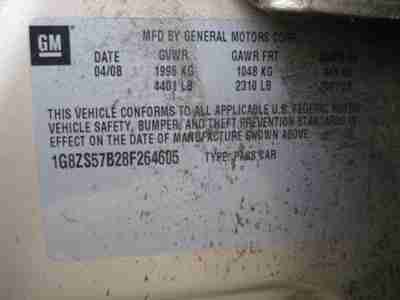 GM
MFD BY GENERAL MOTORS CORP
DATE GVWR GAWR FRT
04/08 1996 KG 1048 KG
4401 LB 2310 LB
THIS VEHICLE CONFORMS TO ALL APPLICABLE U.S. FEDERAL MOTOR
VEHICLE SAFETY, BUMPER, AND THEFT PREVENTION STANDARDS IN
EFFECT ON THE DATE OF MANUFACTURE SHOWN ABOVE.
1G8ZS57B28F264605 TYPE: PASS CAR